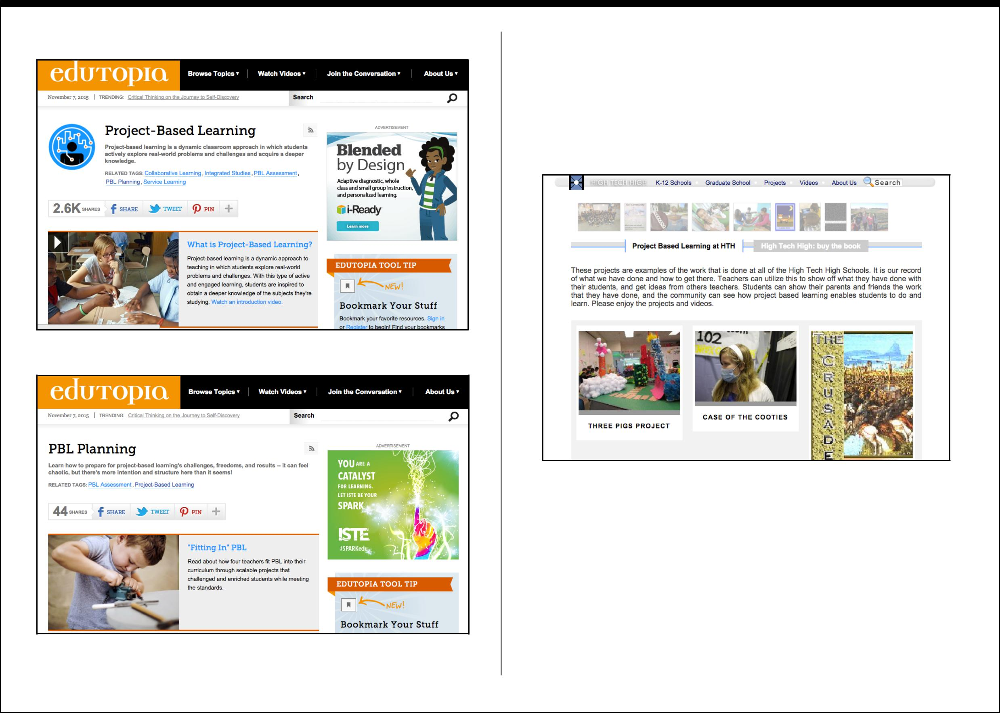 edutopia
Browse Topics ▾ | Watch Videos ▾ | Join the Conversation ▾ | About Us ▾
November 7, 2015 | TRENDING: Critical Thinking on the Journey to Self-Discovery
Search
Project-Based Learning
Project-based learning is a dynamic classroom approach in which students
actively explore real-world problems and challenges and acquire a deeper
knowledge.
RELATED TAGS: Collaborative Learning, Integrated Studies, PBL Assessment,
PBL Planning, Service Learning
2.6K SHARES SHARE TWEET PIN +
What is Project-Based Learning?
Project-based learning is a dynamic approach to
teaching in which students explore real-world
problems and challenges. With this type of active
and engaged learning, students are inspired to
obtain a deeper knowledge of the subjects they're
studying. Watch an introduction video.
ADVERTISEMENT
Blended
by Design
Adaptive diagnostic, whole
class and small group instruction,
and personalized learning.
i-Ready
Learn more
EDUTOPIA TOOL TIP
NEW!
Bookmark Your Stuff
Bookmark your favorite resources. Sign in
or Register to begin! Find your bookmarks
edutopia
Browse Topics ▾ | Watch Videos ▾ | Join the Conversation ▾ | About Us ▾
November 7, 2015 | TRENDING: Critical Thinking on the Journey to Self-Discovery
Search
PBL Planning
Learn how to prepare for project-based learning's challenges, freedoms, and results -- it can feel
chaotic, but there's more intention and structure here than it seems!
RELATED TAGS: PBL Assessment, Project-Based Learning
44 SHARES SHARE TWEET PIN +
"Fitting In" PBL
Read about how four teachers fit PBL into their
curriculum through scalable projects that
challenged and enriched students while meeting
the standards.
ADVERTISEMENT
YOU ARE A
CATALYST
FOR LEARNING.
LET ISTE BE YOUR
SPARK
ISTE
#SPARKedu
EDUTOPIA TOOL TIP
NEW!
Bookmark Your Stuff
HIGH TECH HIGH K-12 Schools Graduate School Projects Videos About Us Search
Our Community
Project Based Learning at HTH
High Tech High: buy the book
These projects are examples of the work that is done at all of the High Tech High Schools. It is our record
of what we have done and how to get there. Teachers can utilize this to show off what they have done with
their students, and get ideas from others teachers. Students can show their parents and friends the work
that they have done, and the community can see how project based learning enables students to do and
learn. Please enjoy the projects and videos.
THREE PIGS PROJECT
102
CASE OF THE COOTIES
THE
CRUSADE